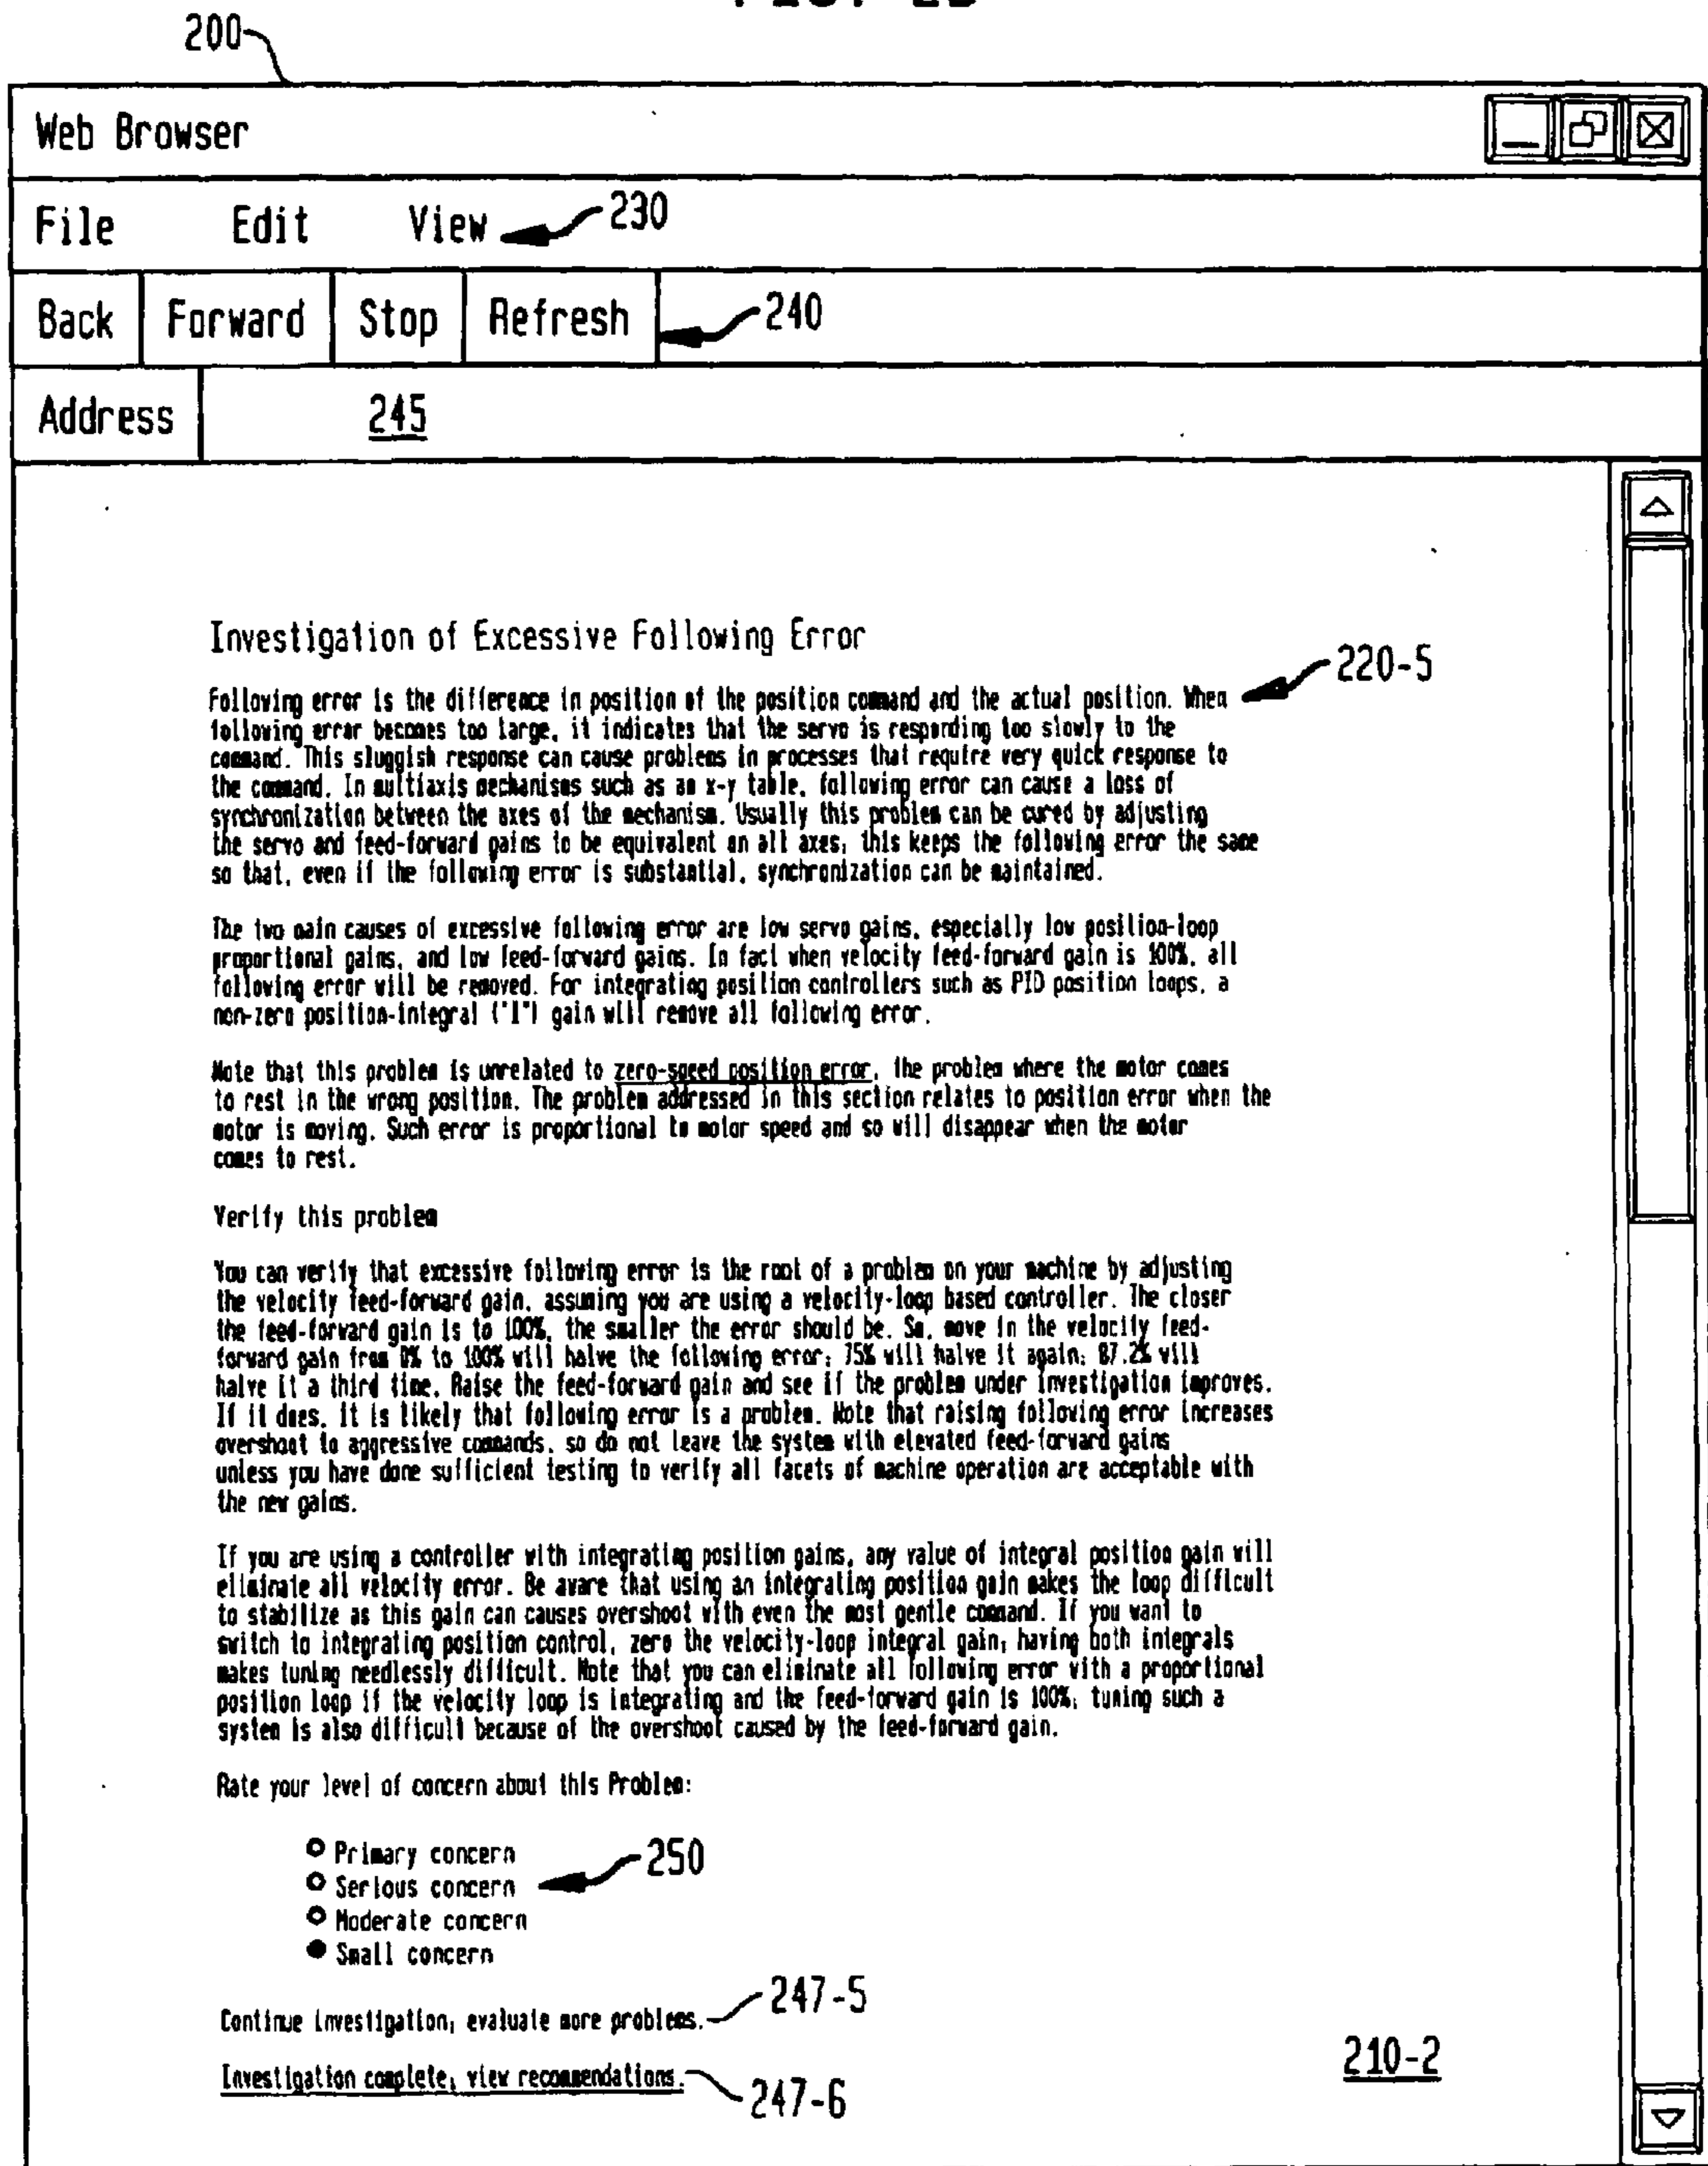 200
Web Browser
File Edit View 230
Back Forward Stop Refresh 240
Address 245
Investigation of Excessive Following Error
220-5
Following error is the difference in position of the position command and the actual position. When
following error becomes too large, it indicates that the servo is responding too slowly to the
command. This sluggish response can cause problems in processes that require very quick response to
the command. In multiaxis mechanisms such as an x-y table, following error can cause a loss of
synchronization between the axes of the mechanism. Usually this problem can be cured by adjusting
the servo and feed-forward gains to be equivalent on all axes; this keeps the following error the same
so that, even if the following error is substantial, synchronization can be maintained.
The two main causes of excessive following error are low servo gains, especially low position-loop
proportional gains, and low feed-forward gains. In fact when velocity feed-forward gain is 100%, all
following error will be removed. For integrating position controllers such as PID position loops, a
non-zero position-integral ("I") gain will remove all following error.
Note that this problem is unrelated to zero-speed position error, the problem where the motor comes
to rest in the wrong position. The problem addressed in this section relates to position error when the
motor is moving. Such error is proportional to motor speed and so will disappear when the motor
comes to rest.
Verify this problem
You can verify that excessive following error is the root of a problem on your machine by adjusting
the velocity feed-forward gain, assuming you are using a velocity-loop based controller. The closer
the feed-forward gain is to 100%, the smaller the error should be. So, move in the velocity feed-
forward gain from 0% to 100% will halve the following error; 75% will halve it again; 87.2% will
halve it a third time. Raise the feed-forward gain and see if the problem under investigation improves.
If it does, it is likely that following error is a problem. Note that raising following error increases
overshoot to aggressive commands, so do not leave the system with elevated feed-forward gains
unless you have done sufficient testing to verify all facets of machine operation are acceptable with
the new gains.
If you are using a controller with integrating position gains, any value of integral position gain will
eliminate all velocity error. Be aware that using an integrating position gain makes the loop difficult
to stabilize as this gain can causes overshoot with even the most gentle command. If you want to
switch to integrating position control, zero the velocity-loop integral gain; having both integrals
makes tuning needlessly difficult. Note that you can eliminate all following error with a proportional
position loop if the velocity loop is integrating and the feed-forward gain is 100%; tuning such a
system is also difficult because of the overshoot caused by the feed-forward gain.
Rate your level of concern about this Problem:
Primary concern
250
Serious concern
Moderate concern
Small concern
247-5
Continue investigation; evaluate more problems.
210-2
Investigation complete; view recommendations.
247-6